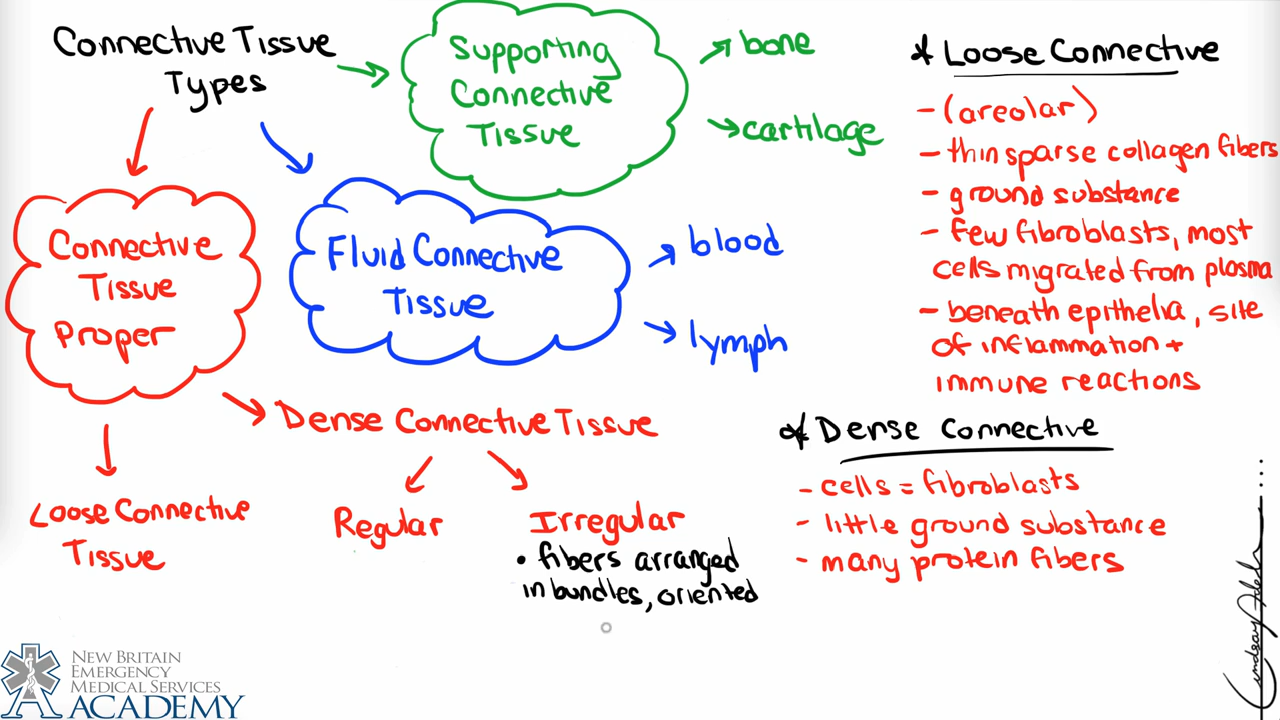 Connective Tissue
Types
Supporting
Connective
Tissue
bone
cartilage
Connective
Tissue
Proper
Fluid Connective
Tissue
blood
lymph
Dense Connective Tissue
Loose Connective
Tissue
Regular
Irregular
• fibers arranged
in bundles, oriented
* Loose Connective
- (areolar)
- thin sparse collagen fibers
- ground substance
- few fibroblasts, most
cells migrated from plasma
- beneath epithelia, site
of inflammation +
immune reactions
* Dense Connective
- cells = fibroblasts
- little ground substance
- many protein fibers
New Britain
Emergency
Medical Services
Academy
Lindsay